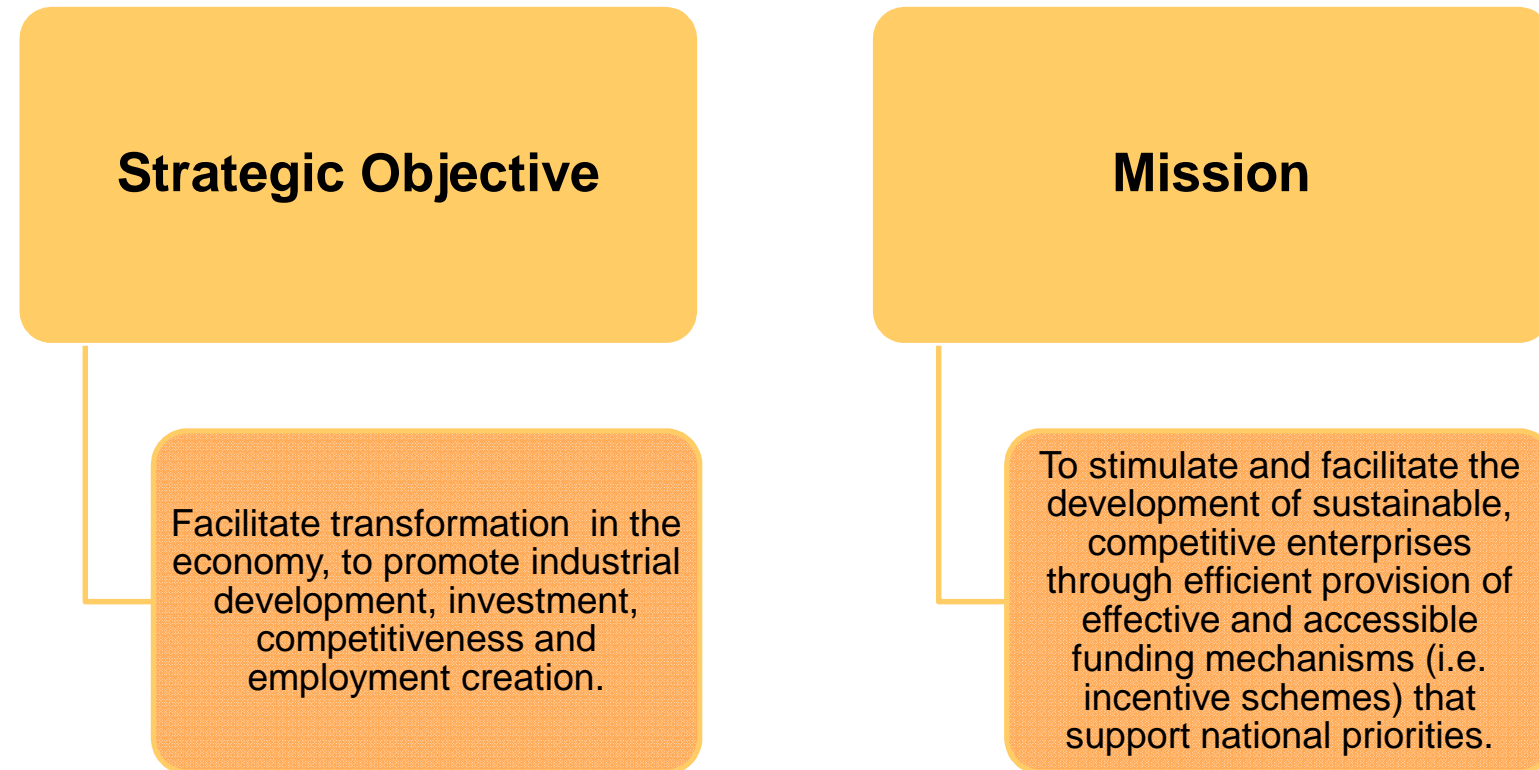 Strategic Objective
Facilitate transformation  in the
economy, to promote industrial
development, investment,
competitiveness and
employment creation.
Mission
To stimulate and facilitate the
development of sustainable,
competitive enterprises
through efficient provision of
effective and accessible
funding mechanisms (i.e.
incentive schemes) that
support national priorities.